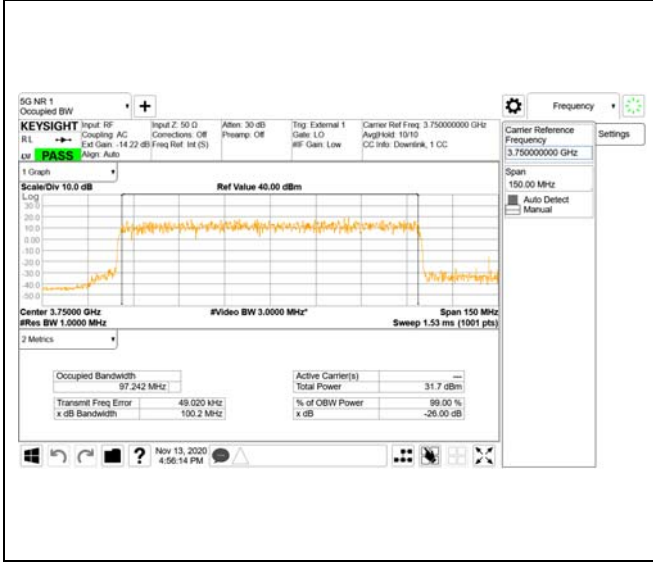 5G NR 1
Occupied BW
Frequency
KEYSIGHT
R L
PASS
Input: RF
Coupling: AC
Ext Gain: -14.22 dB
Align: Auto
Input Z: 50 Ω
Corrections: Off
Freq Ref: Int (S)
Atten: 30 dB
Preamp: Off
Trig: External 1
Gate: LO
#IF Gain: Low
Carrier Ref Freq: 3.750000000 GHz
Avg|Hold: 10/10
CC Info: Downlink, 1 CC
Carrier Reference
Frequency
3.750000000 GHz
Settings
Span
150.00 MHz
Auto Detect
Manual
1 Graph
Scale/Div 10.0 dB
Ref Value 40.00 dBm
Log
30.0
20.0
10.0
0.00
-10.0
-20.0
-30.0
-40.0
-50.0
Center 3.75000 GHz
#Video BW 3.0000 MHz*
Span 150 MHz
#Res BW 1.0000 MHz
Sweep 1.53 ms (1001 pts)
2 Metrics
Occupied Bandwidth
97.242 MHz
Active Carrier(s)
---
Total Power
31.7 dBm
Transmit Freq Error
49.020 kHz
x dB Bandwidth
100.2 MHz
% of OBW Power
99.00 %
x dB
-26.00 dB
?
Nov 13, 2020
4:56:14 PM